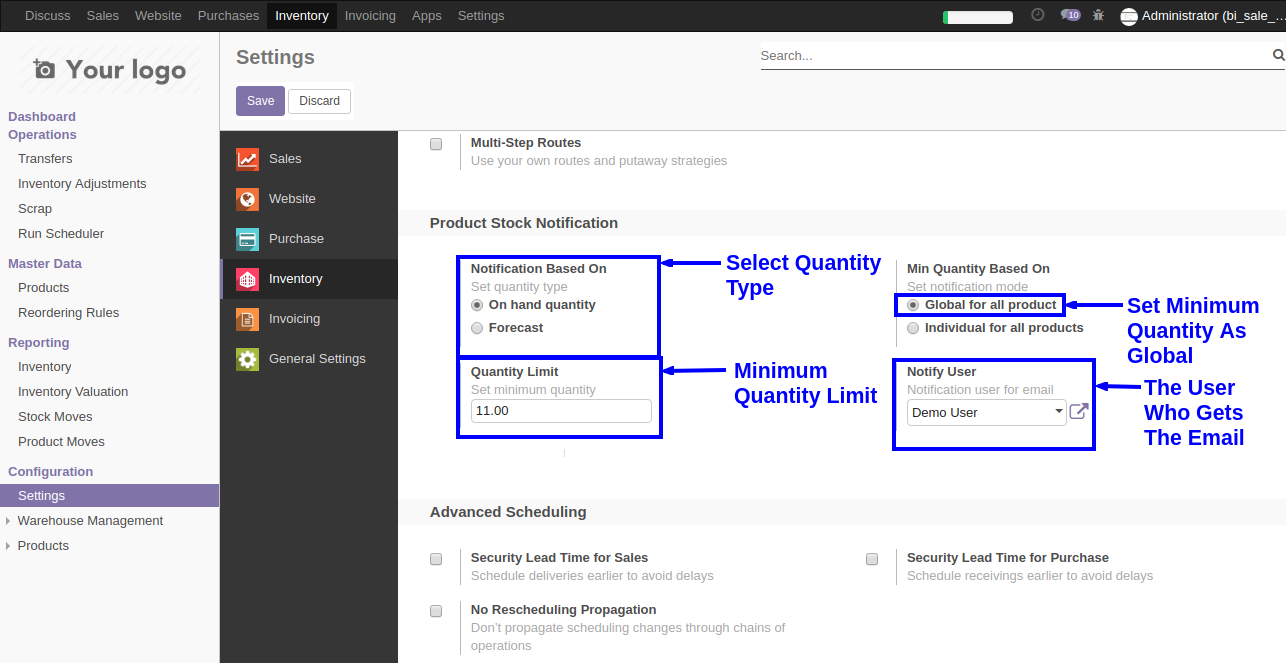 Discuss Sales Website Purchases Inventory Invoicing Apps Settings 10 Administrator (bi_sale_...
Your logo
Settings
Search...
Save Discard
Dashboard
Operations
Transfers
Inventory Adjustments
Scrap
Run Scheduler
Master Data
Products
Reordering Rules
Reporting
Inventory
Inventory Valuation
Stock Moves
Product Moves
Configuration
Settings
Warehouse Management
Products
Sales
Website
Purchase
Inventory
Invoicing
General Settings
Multi-Step Routes
Use your own routes and putaway strategies
Product Stock Notification
Notification Based On
Set quantity type
On hand quantity
Forecast
Select Quantity
Type
Min Quantity Based On
Set notification mode
Global for all product
Individual for all products
Set Minimum
Quantity As
Global
Quantity Limit
Set minimum quantity
11.00
Minimum
Quantity Limit
Notify User
Notification user for email
Demo User
The User
Who Gets
The Email
Advanced Scheduling
Security Lead Time for Sales
Schedule deliveries earlier to avoid delays
Security Lead Time for Purchase
Schedule receivings earlier to avoid delays
No Rescheduling Propagation
Don't propagate scheduling changes through chains of
operations